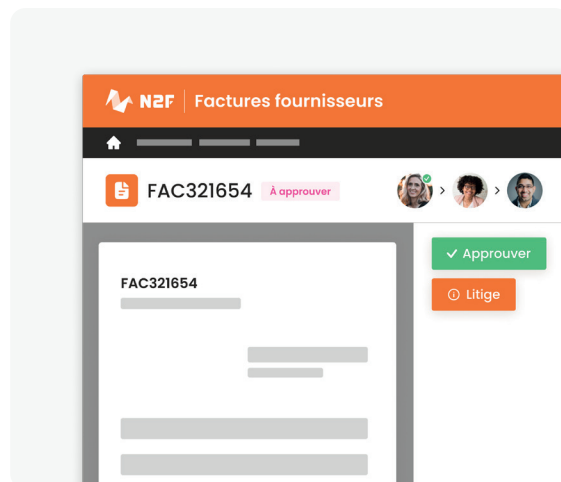 N2F | Factures fournisseurs
FAC321654 À approuver
Approuver
FAC321654
Litige